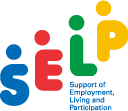 SELP
Support of
Employment,
Living and
Participation